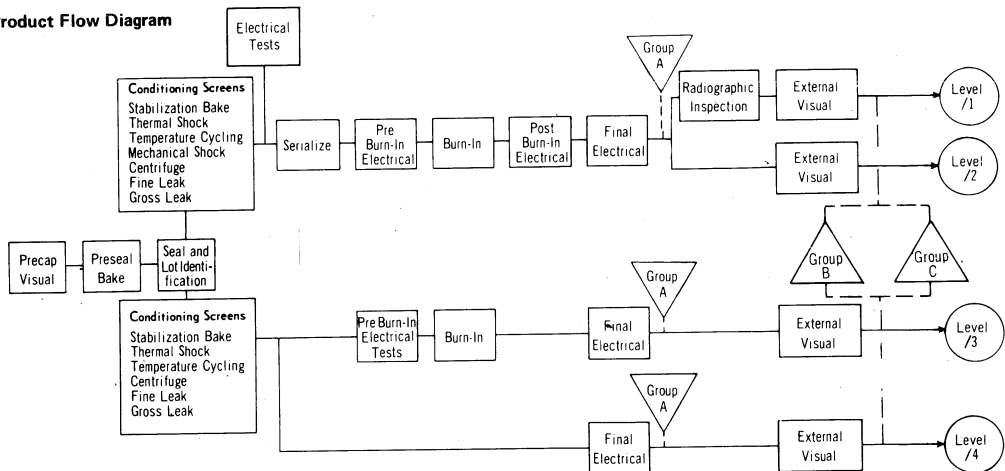 Product Flow Diagram
Electrical
Tests
Group
A
Conditioning Screens
Stabilization Bake
Thermal Shock
Temperature Cycling
Mechanical Shock
Centrifuge
Fine Leak
Gross Leak
Serialize
Pre
Burn-In
Electrical
Burn-In
Post
Burn-In
Electrical
Final
Electrical
Radiographic
Inspection
External
Visual
Level
/1
External
Visual
Level
/2
Precap
Visual
Preseal
Bake
Seal and
Lot Identi-
fication
Group
B
Group
C
Conditioning Screens
Stabilization Bake
Thermal Shock
Temperature Cycling
Centrifuge
Fine Leak
Gross Leak
Pre Burn-In
Electrical
Tests
Burn-In
Final
Electrical
Group
A
External
Visual
Level
/3
Final
Electrical
Group
A
External
Visual
Level
/4